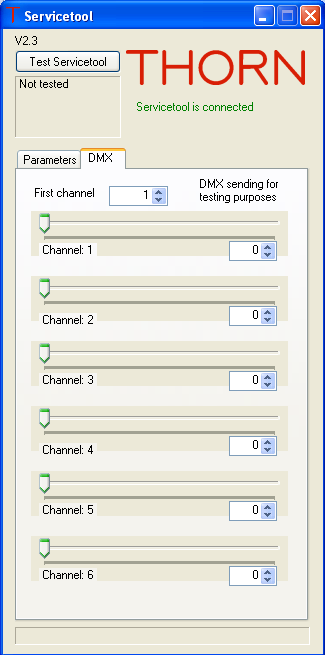 Servicetool
V2.3
Test Servicetool
THORN
Not tested
Servicetool is connected
Parameters
DMX
First channel
1
DMX sending for
testing purposes
Channel: 1
0
Channel: 2
0
Channel: 3
0
Channel: 4
0
Channel: 5
0
Channel: 6
0